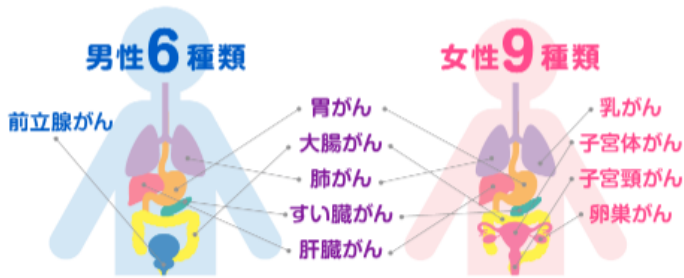 男性6種類
女性9種類
前立腺がん
胃がん
大腸がん
肺がん
すい臓がん
肝臓がん
乳がん
子宮体がん
子宮頸がん
卵巣がん